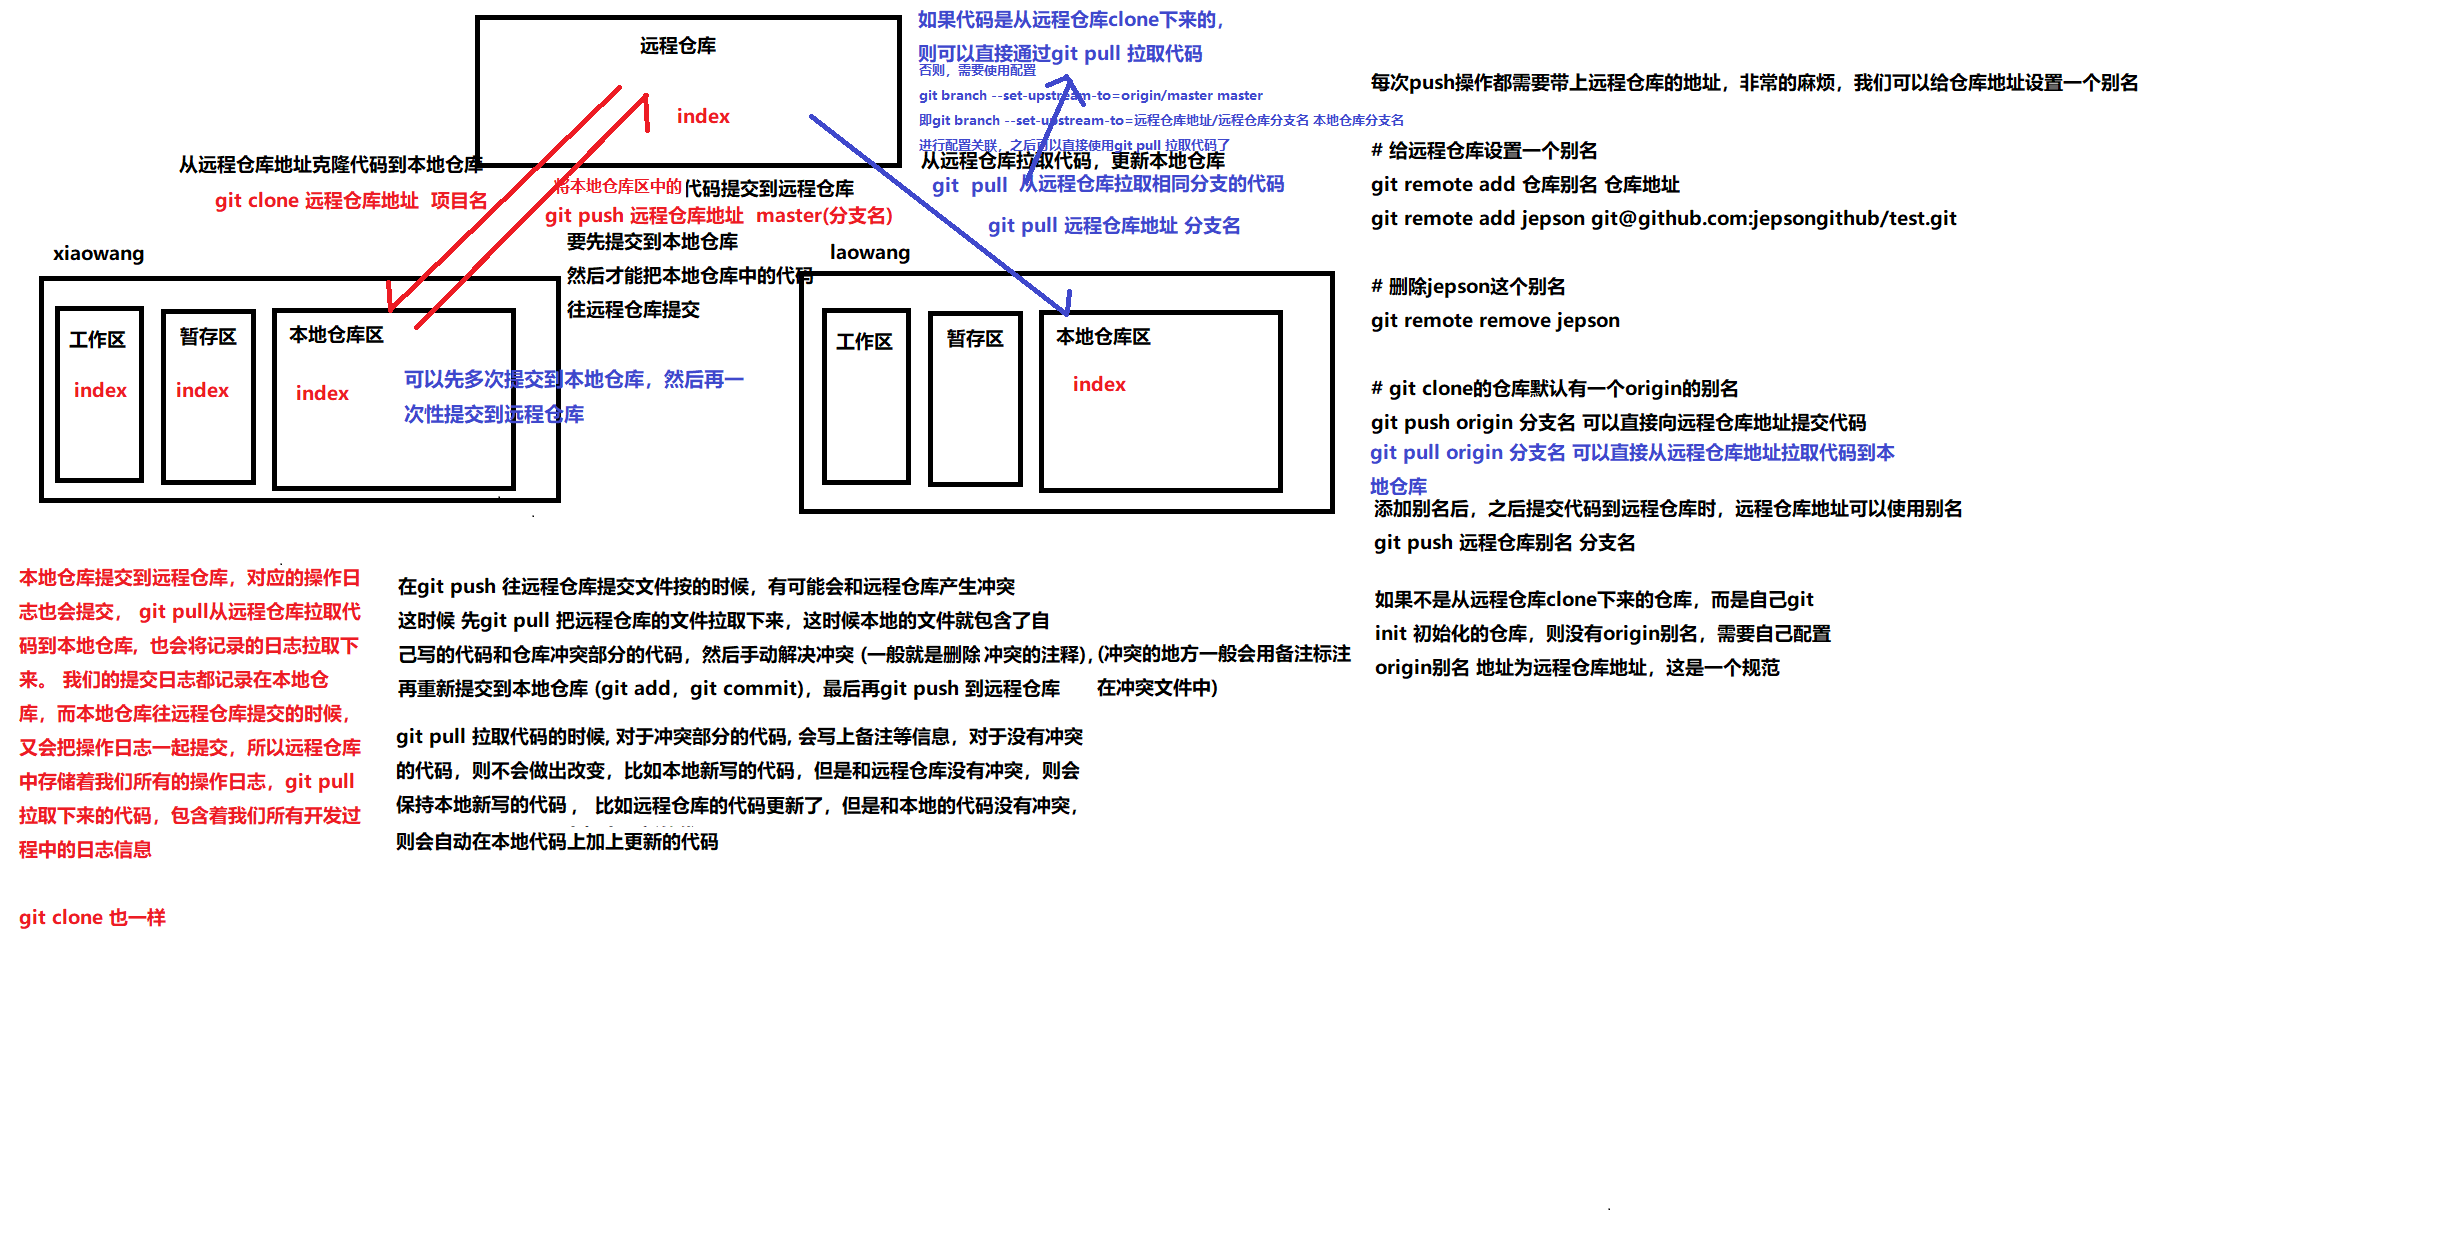 远程仓库
index
如果代码是从远程仓库clone下来的，
则可以直接通过git pull 拉取代码
否则，需要使用配置
git branch --set-upstream-to=origin/master master
即git branch --set-upstream-to=远程仓库地址/远程仓库分支名 本地仓库分支名
进行配置关联，之后可以直接使用git pull 拉取代码了
从远程仓库拉取代码，更新本地仓库
git  pull  从远程仓库拉取相同分支的代码
git pull 远程仓库地址 分支名
从远程仓库地址克隆代码到本地仓库
git clone 远程仓库地址  项目名
将本地仓库区中的代码提交到远程仓库
git push 远程仓库地址  master(分支名)
要先提交到本地仓库
然后才能把本地仓库中的代码
往远程仓库提交
xiaowang
工作区
index
暂存区
index
本地仓库区
index
可以先多次提交到本地仓库，然后再一
次性提交到远程仓库
laowang
工作区
暂存区
本地仓库区
index
每次push操作都需要带上远程仓库的地址，非常的麻烦，我们可以给仓库地址设置一个别名
# 给远程仓库设置一个别名
git remote add 仓库别名 仓库地址
git remote add jepson git@github.com:jepsongithub/test.git
# 删除jepson这个别名
git remote remove jepson
# git clone的仓库默认有一个origin的别名
git push origin 分支名 可以直接向远程仓库地址提交代码
git pull origin 分支名 可以直接从远程仓库地址拉取代码到本
地仓库
添加别名后，之后提交代码到远程仓库时，远程仓库地址可以使用别名
git push 远程仓库别名 分支名
如果不是从远程仓库clone下来的仓库，而是自己git
init 初始化的仓库，则没有origin别名，需要自己配置
origin别名 地址为远程仓库地址，这是一个规范
本地仓库提交到远程仓库，对应的操作日
志也会提交， git pull从远程仓库拉取代
码到本地仓库, 也会将记录的日志拉取下
来。 我们的提交日志都记录在本地仓
库，而本地仓库往远程仓库提交的时候，
又会把操作日志一起提交，所以远程仓库
中存储着我们所有的操作日志，git pull
拉取下来的代码，包含着我们所有开发过
程中的日志信息
git clone 也一样
在git push 往远程仓库提交文件按的时候，有可能会和远程仓库产生冲突
这时候 先git pull 把远程仓库的文件拉取下来，这时候本地的文件就包含了自
己写的代码和仓库冲突部分的代码，然后手动解决冲突 (一般就是删除 冲突的注释),
再重新提交到本地仓库 (git add，git commit)，最后再git push 到远程仓库
(冲突的地方一般会用备注标注
在冲突文件中)
git pull 拉取代码的时候, 对于冲突部分的代码, 会写上备注等信息，对于没有冲突
的代码，则不会做出改变，比如本地新写的代码，但是和远程仓库没有冲突，则会
保持本地新写的代码， 比如远程仓库的代码更新了，但是和本地的代码没有冲突，
则会自动在本地代码上加上更新的代码